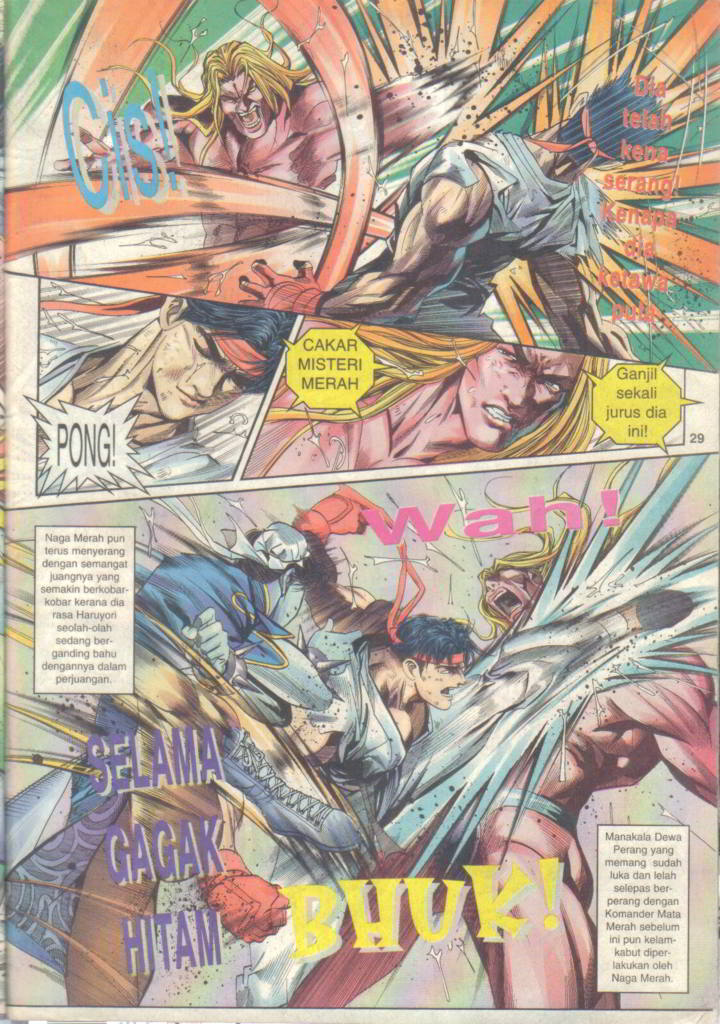 Cis!
Dia
telah
kena
serang!
Kenapa
dia
ketawa
pula
PONG!
CAKAR
MISTERI
MERAH
Ganjil
sekali
jurus dia
ini!
29
Wah!
Naga Merah pun
terus menyerang
dengan semangat
juangnya yang
semakin berkobar-
kobar kerana dia
rasa Haruyori
seolah-olah
sedang ber-
ganding bahu
dengannya dalam
perjuangan.
SELAMA
GAGAK
HITAM
BHUK!
Manakala Dewa
Perang yang
memang sudah
luka dan lelah
selepas ber-
perang dengan
Komander Mata
Merah sebelum
ini pun kelam-
kabut diper-
lakukan oleh
Naga Merah.